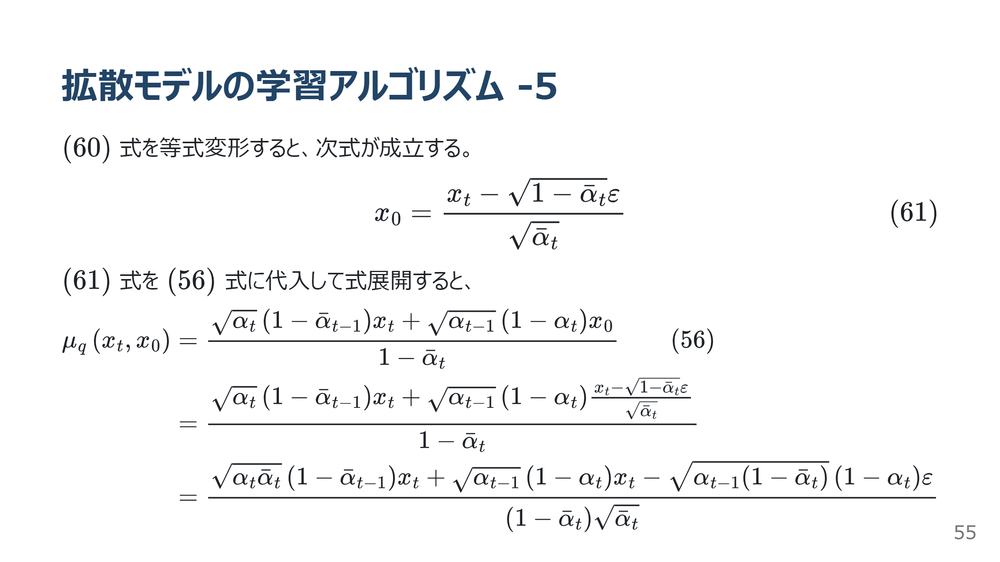 拡散モデルの学習アルゴリズム -5
(60) 式を等式変形すると、次式が成立する。
$x_0 = \frac{x_t - \sqrt{1 - \bar{\alpha}_t}\varepsilon}{\sqrt{\bar{\alpha}_t}}$ (61)
(61) 式を (56) 式に代入して式展開すると、
$\mu_q(x_t, x_0) = \frac{\sqrt{\alpha_t}(1 - \bar{\alpha}_{t-1})x_t + \sqrt{\alpha_{t-1}}(1 - \alpha_t)x_0}{1 - \bar{\alpha}_t}$ (56)
$= \frac{\sqrt{\alpha_t}(1 - \bar{\alpha}_{t-1})x_t + \sqrt{\alpha_{t-1}}(1 - \alpha_t)\frac{x_t - \sqrt{1 - \bar{\alpha}_t}\varepsilon}{\sqrt{\bar{\alpha}_t}}}{1 - \bar{\alpha}_t}$
$= \frac{\sqrt{\alpha_t\bar{\alpha}_t}(1 - \bar{\alpha}_{t-1})x_t + \sqrt{\alpha_{t-1}}(1 - \alpha_t)x_t - \sqrt{\alpha_{t-1}(1 - \bar{\alpha}_t)}(1 - \alpha_t)\varepsilon}{(1 - \bar{\alpha}_t)\sqrt{\bar{\alpha}_t}}$
55